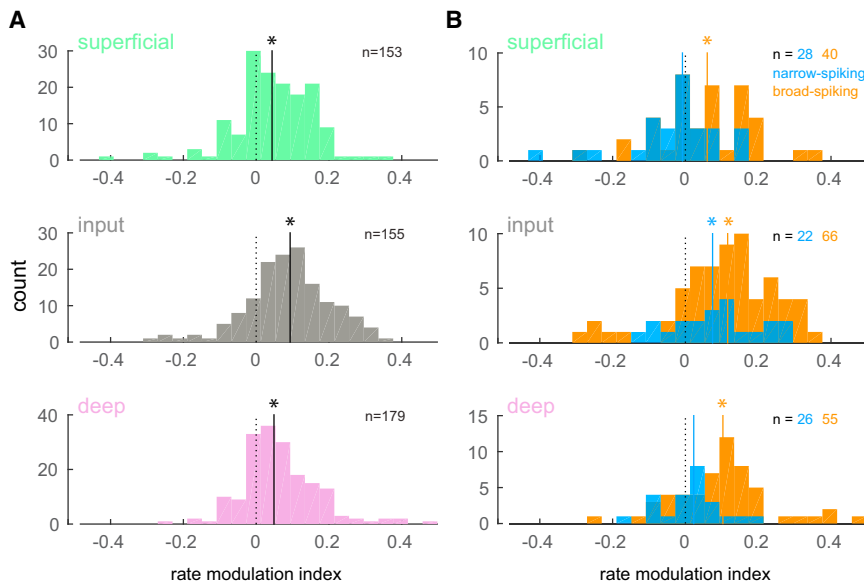 A
superficial
*
n=153
30
20
10
0
-0.4 -0.2 0 0.2 0.4
input
*
n=155
30
20
10
0
-0.4 -0.2 0 0.2 0.4
count
deep
*
n=179
40
20
0
-0.4 -0.2 0 0.2 0.4
rate modulation index
B
superficial
*
n = 28 40
narrow-spiking
broad-spiking
10
5
0
-0.4 -0.2 0 0.2 0.4
input
* *
n = 22 66
10
5
0
-0.4 -0.2 0 0.2 0.4
deep
*
n = 26 55
15
10
5
0
-0.4 -0.2 0 0.2 0.4
rate modulation index